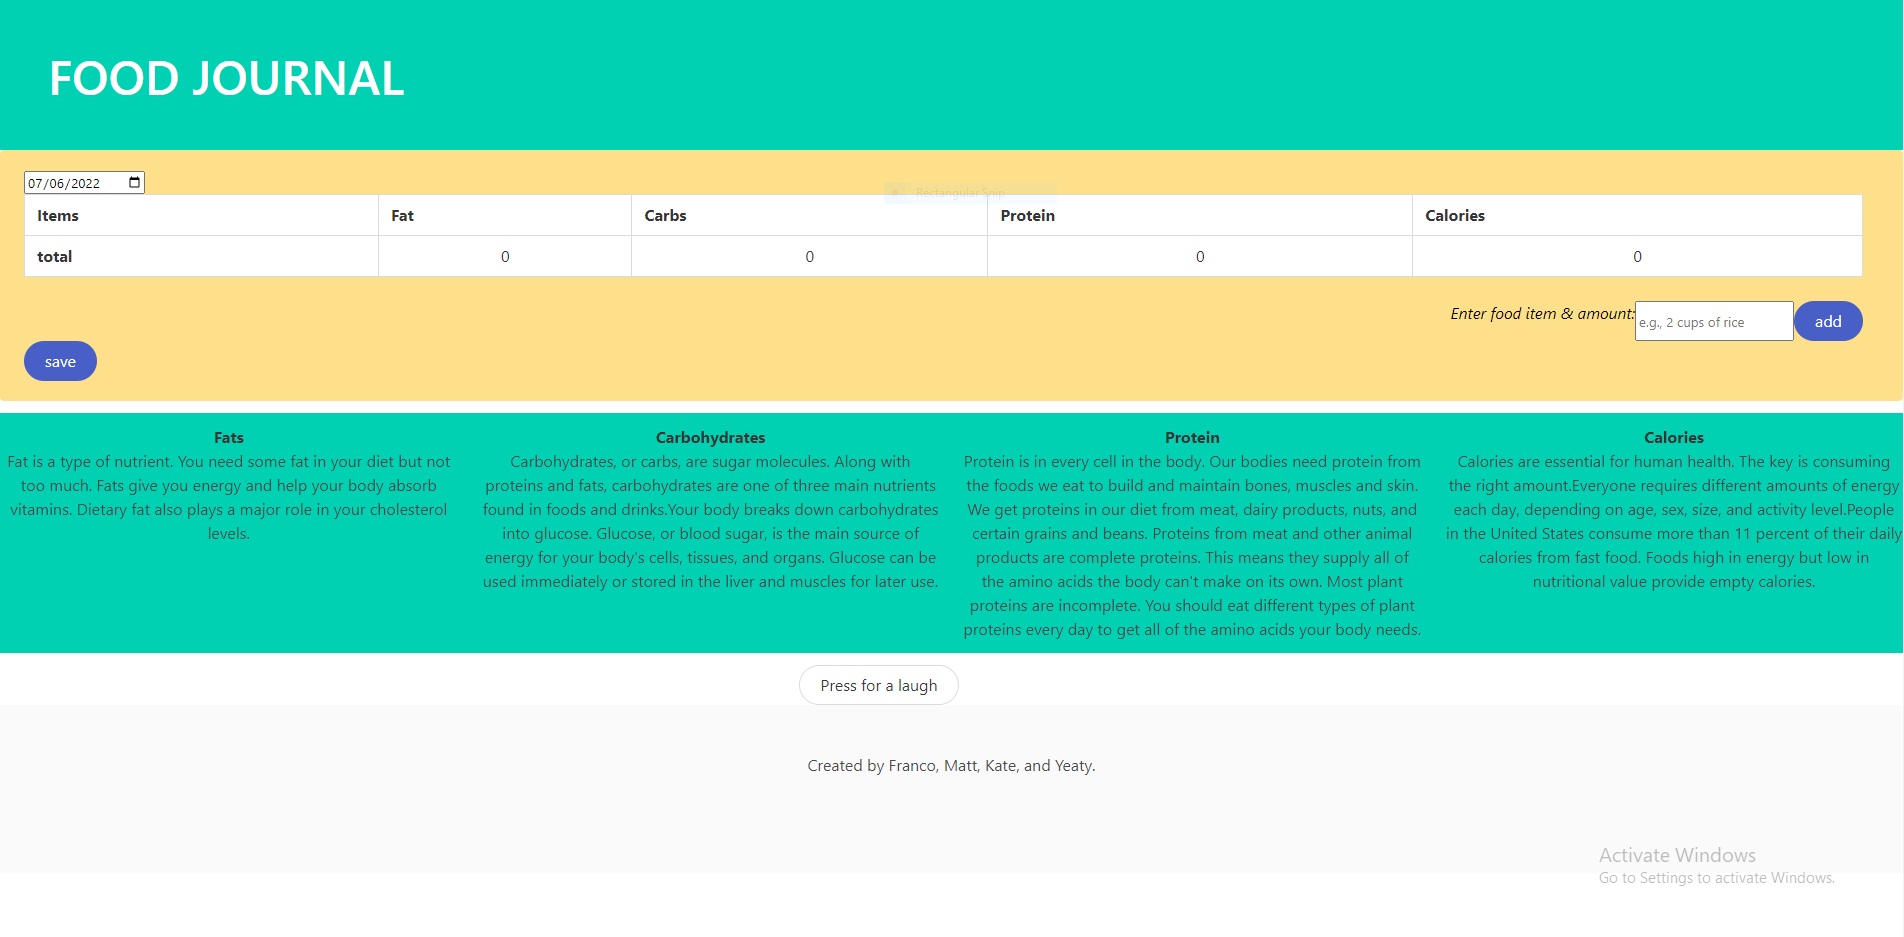 FOOD JOURNAL
07/06/2022
Rectangular Snip
Items Fat Carbs Protein Calories
total 0 0 0 0
Enter food item & amount: e.g., 2 cups of rice add
save
Fats
Fat is a type of nutrient. You need some fat in your diet but not
too much. Fats give you energy and help your body absorb
vitamins. Dietary fat also plays a major role in your cholesterol
levels.
Carbohydrates
Carbohydrates, or carbs, are sugar molecules. Along with
proteins and fats, carbohydrates are one of three main nutrients
found in foods and drinks.Your body breaks down carbohydrates
into glucose. Glucose, or blood sugar, is the main source of
energy for your body's cells, tissues, and organs. Glucose can be
used immediately or stored in the liver and muscles for later use.
Protein
Protein is in every cell in the body. Our bodies need protein from
the foods we eat to build and maintain bones, muscles and skin.
We get proteins in our diet from meat, dairy products, nuts, and
certain grains and beans. Proteins from meat and other animal
products are complete proteins. This means they supply all of
the amino acids the body can't make on its own. Most plant
proteins are incomplete. You should eat different types of plant
proteins every day to get all of the amino acids your body needs.
Calories
Calories are essential for human health. The key is consuming
the right amount.Everyone requires different amounts of energy
each day, depending on age, sex, size, and activity level.People
in the United States consume more than 11 percent of their daily
calories from fast food. Foods high in energy but low in
nutritional value provide empty calories.
Press for a laugh
Created by Franco, Matt, Kate, and Yeaty.
Activate Windows
Go to Settings to activate Windows.